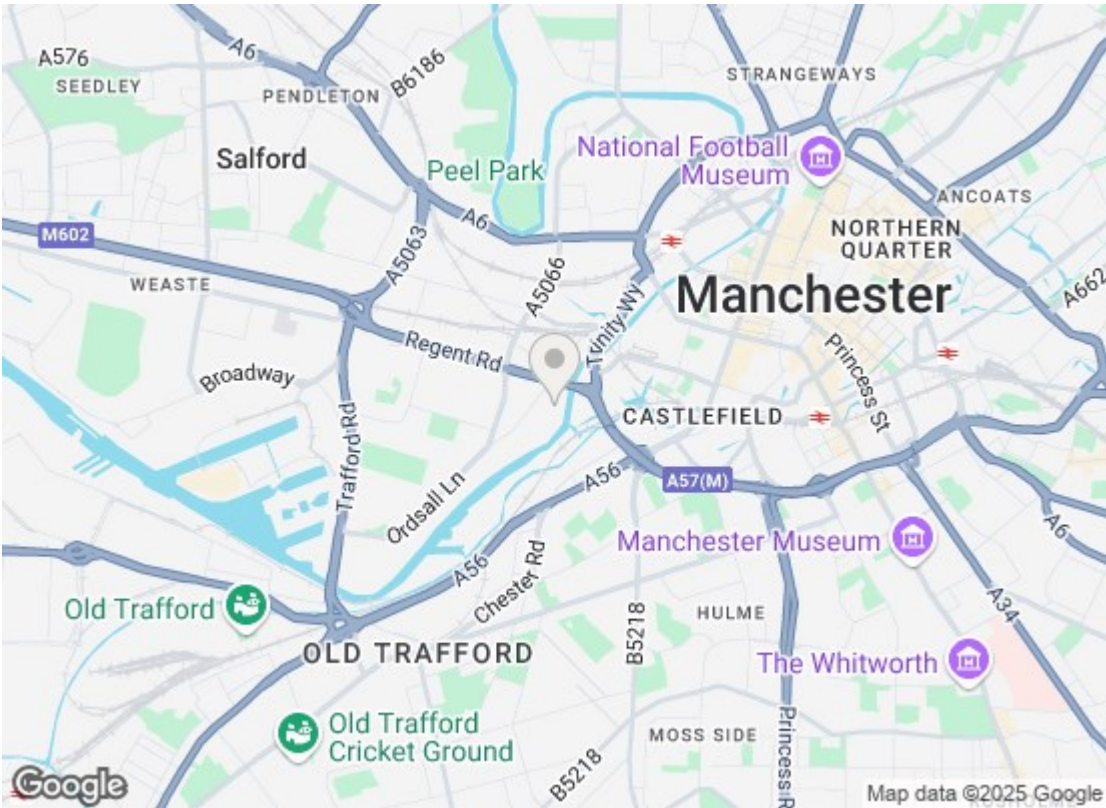 A576
SEEDLEY
A6
PENDLETON
B6186
STRANGEWAYS
Salford
Peel Park
National Football
Museum
ANCOATS
NORTHERN
QUARTER
M602
A5063
A6
A5066
WEASTE
Trinity Wy
Manchester
A662
Regent Rd
Broadway
Princess St
CASTLEFIELD
Trafford Rd
Ordsall Ln
A56
A57(M)
A6
Manchester Museum
A56
Chester Rd
Old Trafford
HULME
A34
B5218
OLD TRAFFORD
The Whitworth
Old Trafford
Cricket Ground
MOSS SIDE
Princess R
B5218
Google
Map data ©2025 Google